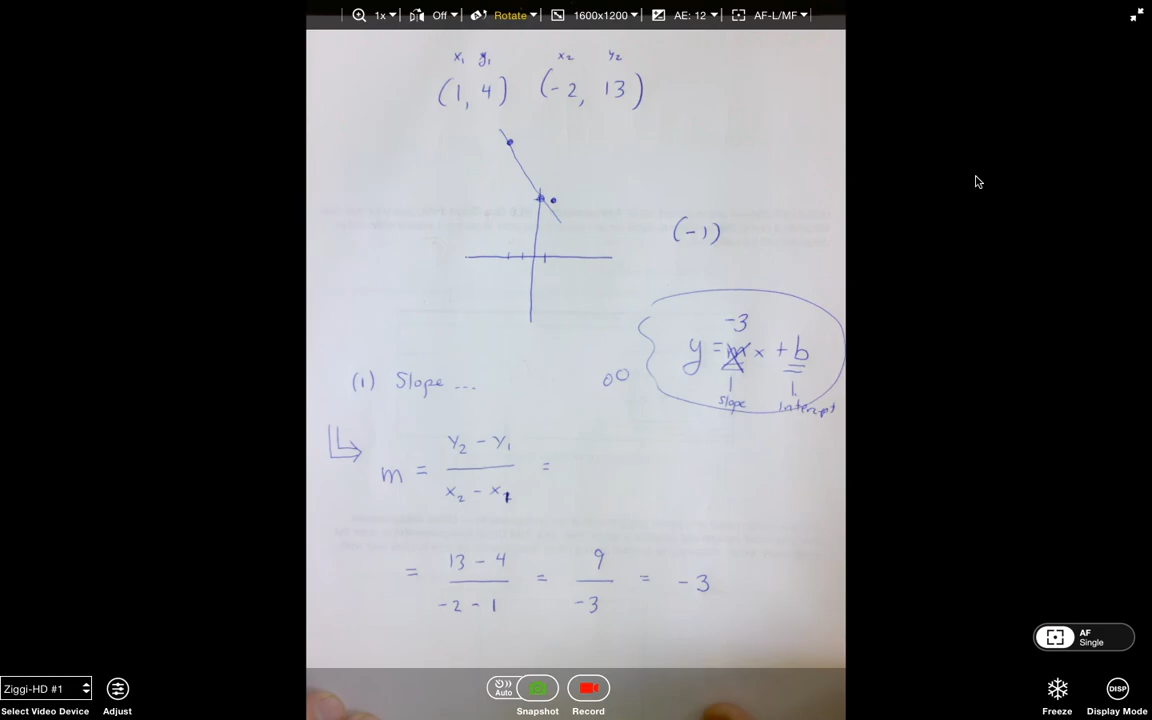 1x Off Rotate 1600x1200 AE: 12 AF-L/MF
x₁ y₁ x₂ y₂
(1, 4) (-2, 13)
(-1)
-3
y = mx + b
slope intercept
(1) Slope ...
m = y₂ - y₁ / x₂ - x₁ =
= 13 - 4 / -2 - 1 = 9 / -3 = -3
AF
Single
Ziggi-HD #1
Auto
Adjust Snapshot Record Freeze Display Mode
Select Video Device
DISP